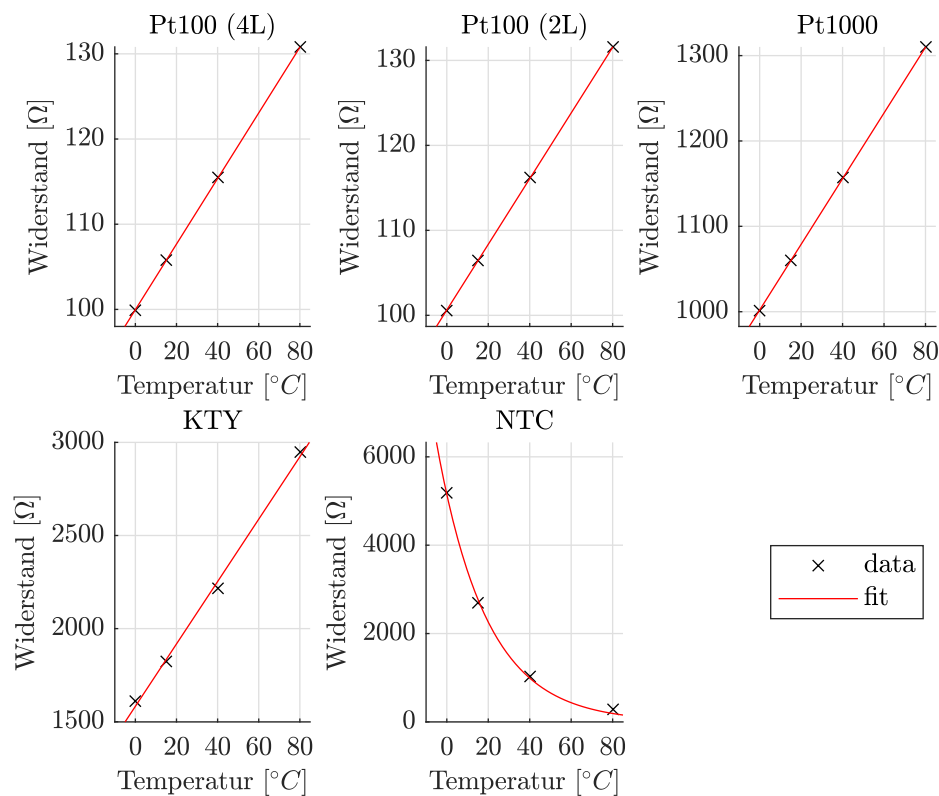 Pt100 (4L)
130
120
110
100
0 20 40 60 80
Widerstand [Ω]
Temperatur [°C]
Pt100 (2L)
130
120
110
100
0 20 40 60 80
Widerstand [Ω]
Temperatur [°C]
Pt1000
1300
1200
1100
1000
0 20 40 60 80
Widerstand [Ω]
Temperatur [°C]
KTY
3000
2500
2000
1500
0 20 40 60 80
Widerstand [Ω]
Temperatur [°C]
NTC
6000
4000
2000
0
0 20 40 60 80
Widerstand [Ω]
Temperatur [°C]
data
fit